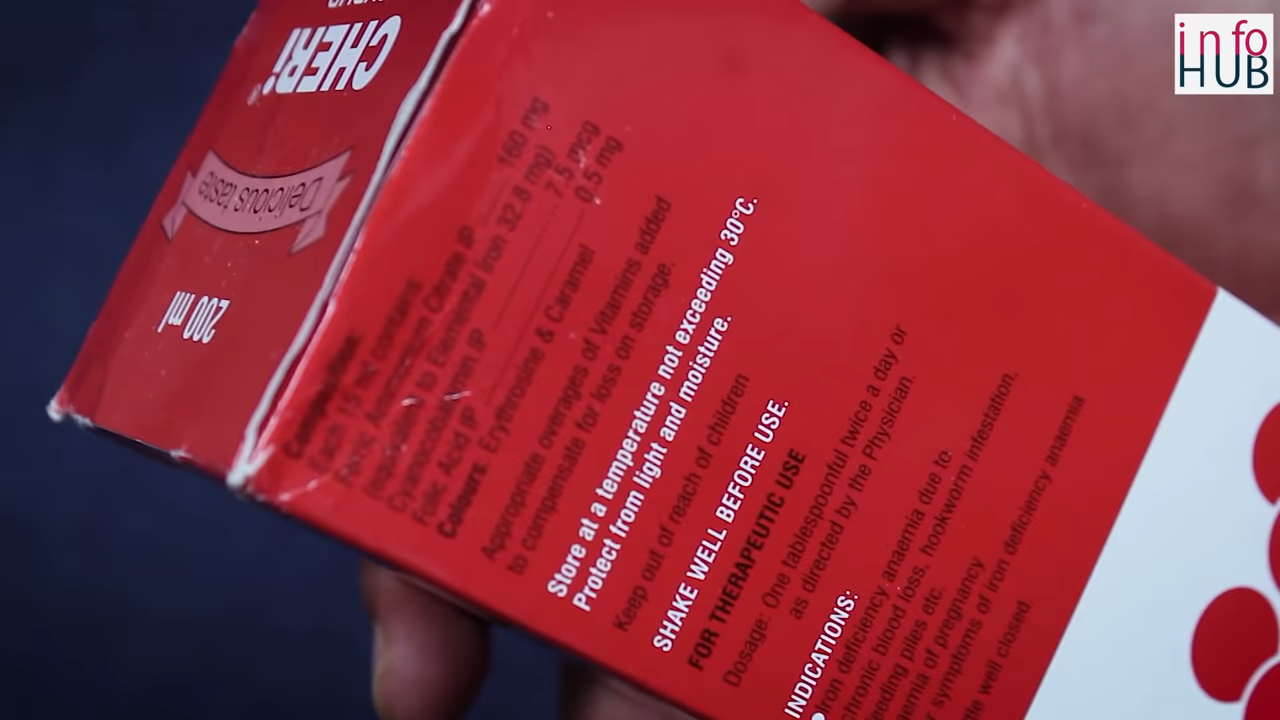 info
HUB
CHERi
®
Delicious taste
200 ml
Composition:
Each 15 ml contains
Ferric Ammonium Citrate IP 160 mg
(equivalent to Elemental Iron 32.8 mg)
Cyanocobalamin IP 7.5 mcg
Folic Acid IP 0.5 mg
Colours: Erythrosine & Caramel
Appropriate overages of Vitamins added
to compensate for loss on storage.
Store at a temperature not exceeding 30°C.
Protect from light and moisture.
Keep out of reach of children
SHAKE WELL BEFORE USE.
FOR THERAPEUTIC USE
Dosage: One tablespoonful twice a day or
as directed by the Physician.
INDICATIONS:
iron deficiency anaemia due to
chronic blood loss, hookworm infestation,
eeding piles etc.
aemia of pregnancy
symptoms of iron deficiency anaemia
well closed.